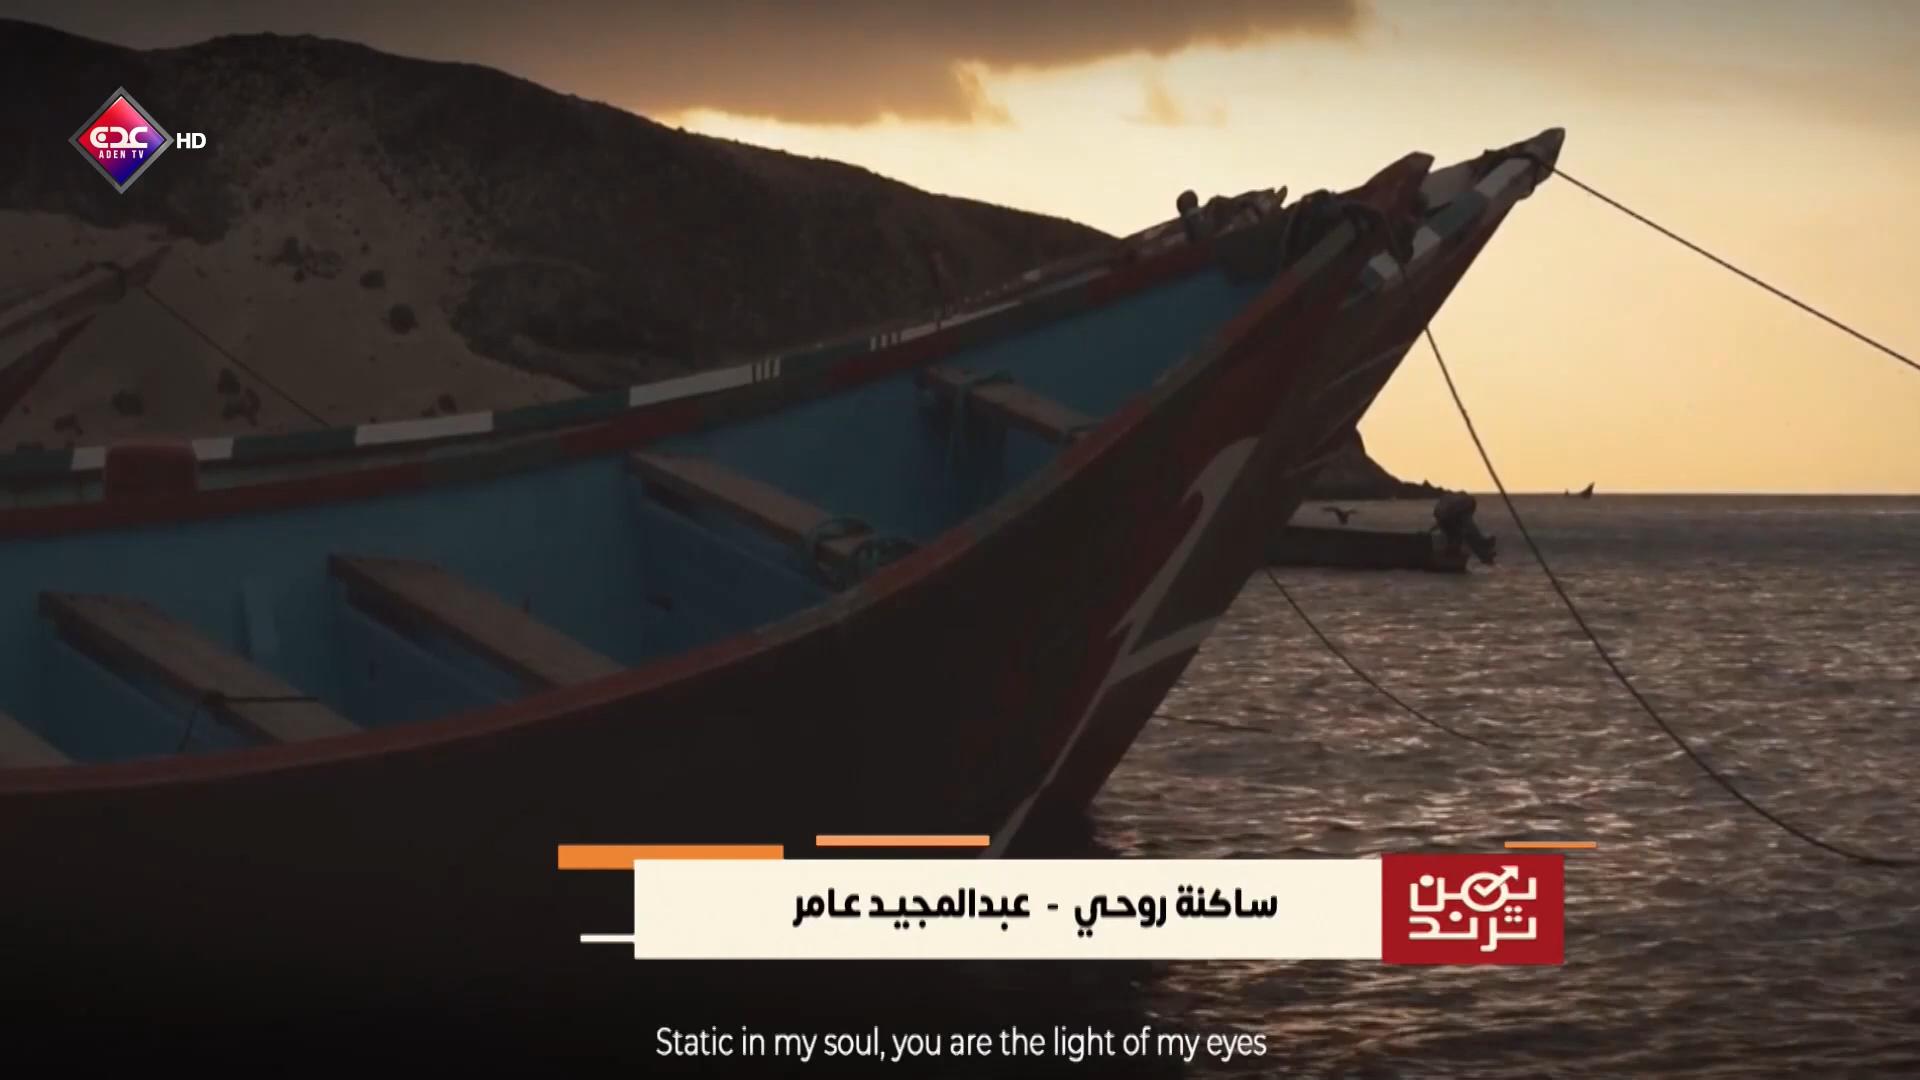 عدن
ADEN TV
HD
ساكنة روحي - عبدالمجيد عامر
يمن
ترند
Static in my soul, you are the light of my eyes